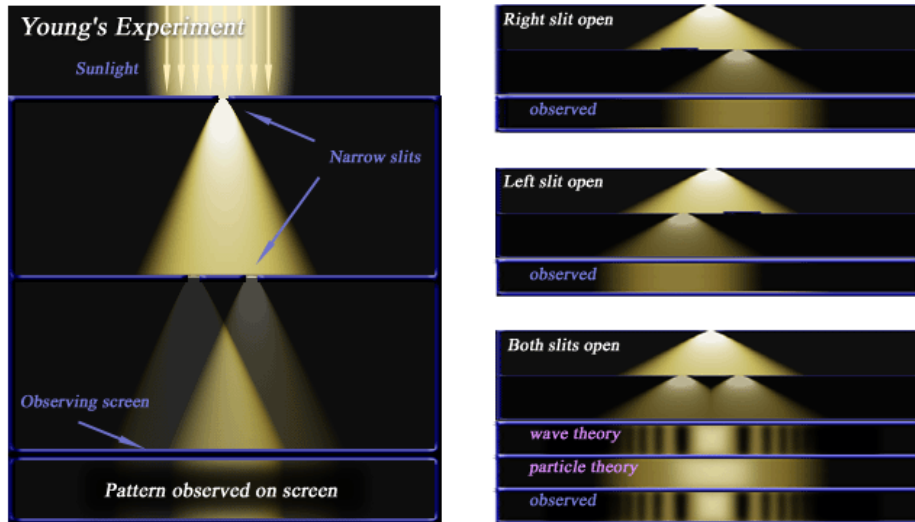 Young's Experiment
Sunlight
Narrow slits
Observing screen
Pattern observed on screen
Right slit open
observed
Left slit open
observed
Both slits open
wave theory
particle theory
observed